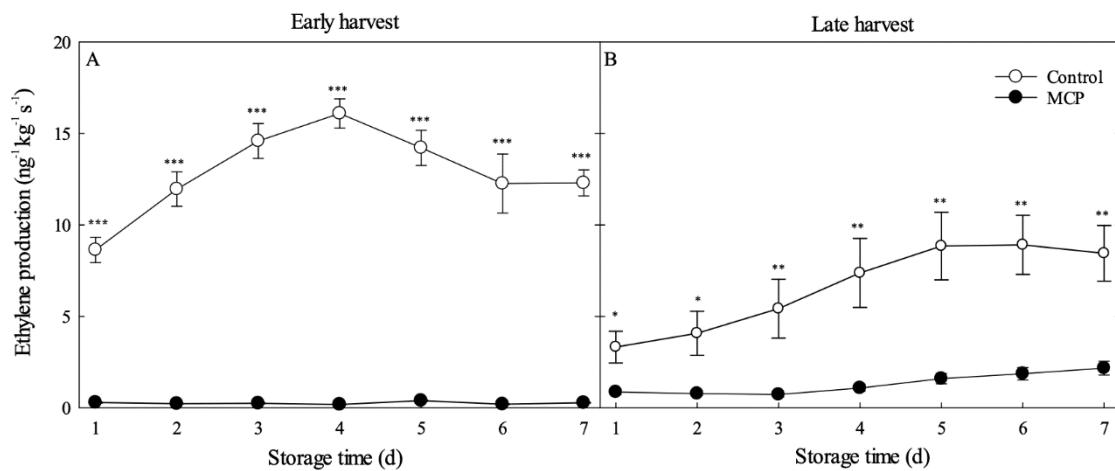 Early harvest
Late harvest
A
B
Control
MCP
Ethylene production (ng⁻¹ kg⁻¹ s⁻¹)
20
15
10
5
0
***
***
***
***
***
***
***
*
*
**
**
**
**
**
1 2 3 4 5 6 7
1 2 3 4 5 6 7
Storage time (d)
Storage time (d)